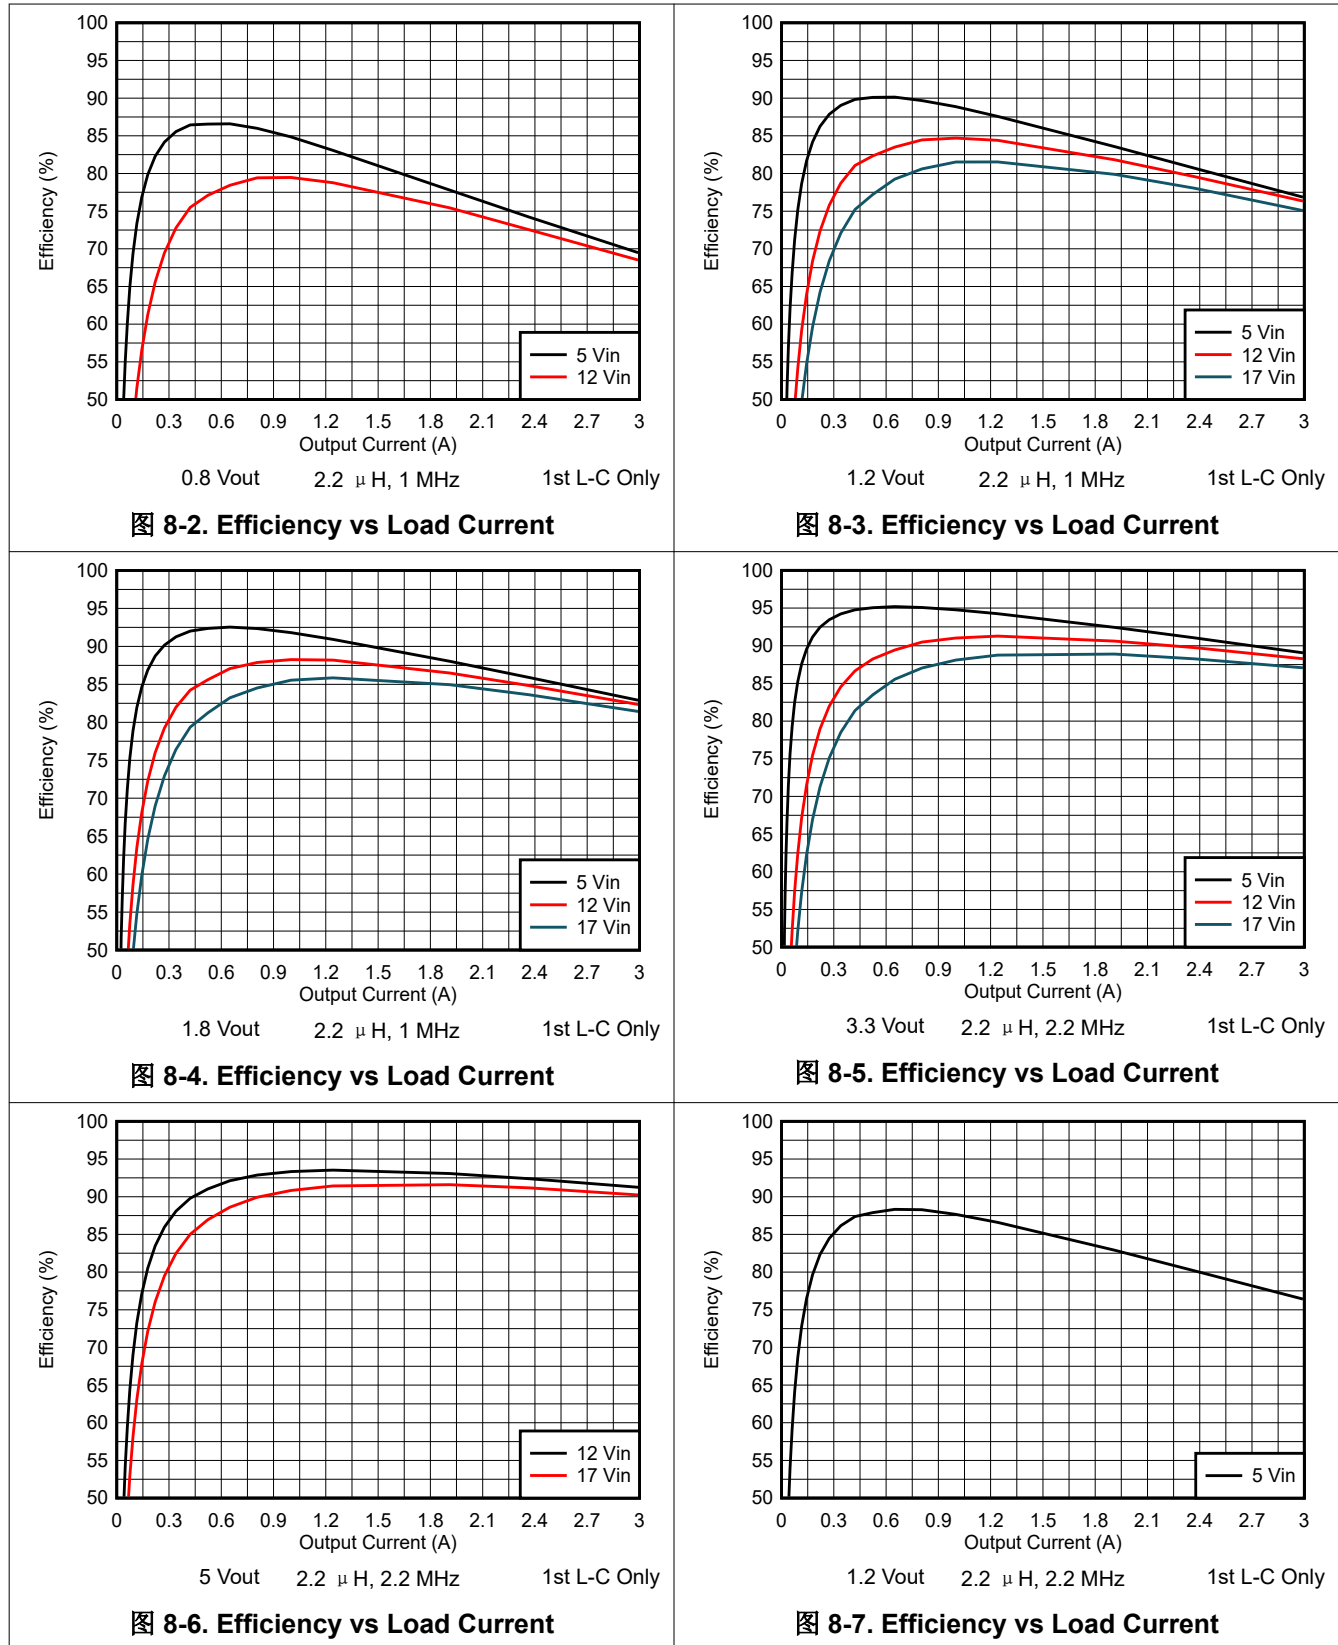 100
95
90
85
80
75
70
65
60
55
50
Efficiency (%)
0 0.3 0.6 0.9 1.2 1.5 1.8 2.1 2.4 2.7 3
Output Current (A)
5 Vin
12 Vin
0.8 Vout 2.2 μH, 1 MHz 1st L-C Only
图 8-2. Efficiency vs Load Current
100
95
90
85
80
75
70
65
60
55
50
Efficiency (%)
0 0.3 0.6 0.9 1.2 1.5 1.8 2.1 2.4 2.7 3
Output Current (A)
5 Vin
12 Vin
17 Vin
1.2 Vout 2.2 μH, 1 MHz 1st L-C Only
图 8-3. Efficiency vs Load Current
100
95
90
85
80
75
70
65
60
55
50
Efficiency (%)
0 0.3 0.6 0.9 1.2 1.5 1.8 2.1 2.4 2.7 3
Output Current (A)
5 Vin
12 Vin
17 Vin
1.8 Vout 2.2 μH, 1 MHz 1st L-C Only
图 8-4. Efficiency vs Load Current
100
95
90
85
80
75
70
65
60
55
50
Efficiency (%)
0 0.3 0.6 0.9 1.2 1.5 1.8 2.1 2.4 2.7 3
Output Current (A)
5 Vin
12 Vin
17 Vin
3.3 Vout 2.2 μH, 2.2 MHz 1st L-C Only
图 8-5. Efficiency vs Load Current
100
95
90
85
80
75
70
65
60
55
50
Efficiency (%)
0 0.3 0.6 0.9 1.2 1.5 1.8 2.1 2.4 2.7 3
Output Current (A)
12 Vin
17 Vin
5 Vout 2.2 μH, 2.2 MHz 1st L-C Only
图 8-6. Efficiency vs Load Current
100
95
90
85
80
75
70
65
60
55
50
Efficiency (%)
0 0.3 0.6 0.9 1.2 1.5 1.8 2.1 2.4 2.7 3
Output Current (A)
5 Vin
1.2 Vout 2.2 μH, 2.2 MHz 1st L-C Only
图 8-7. Efficiency vs Load Current